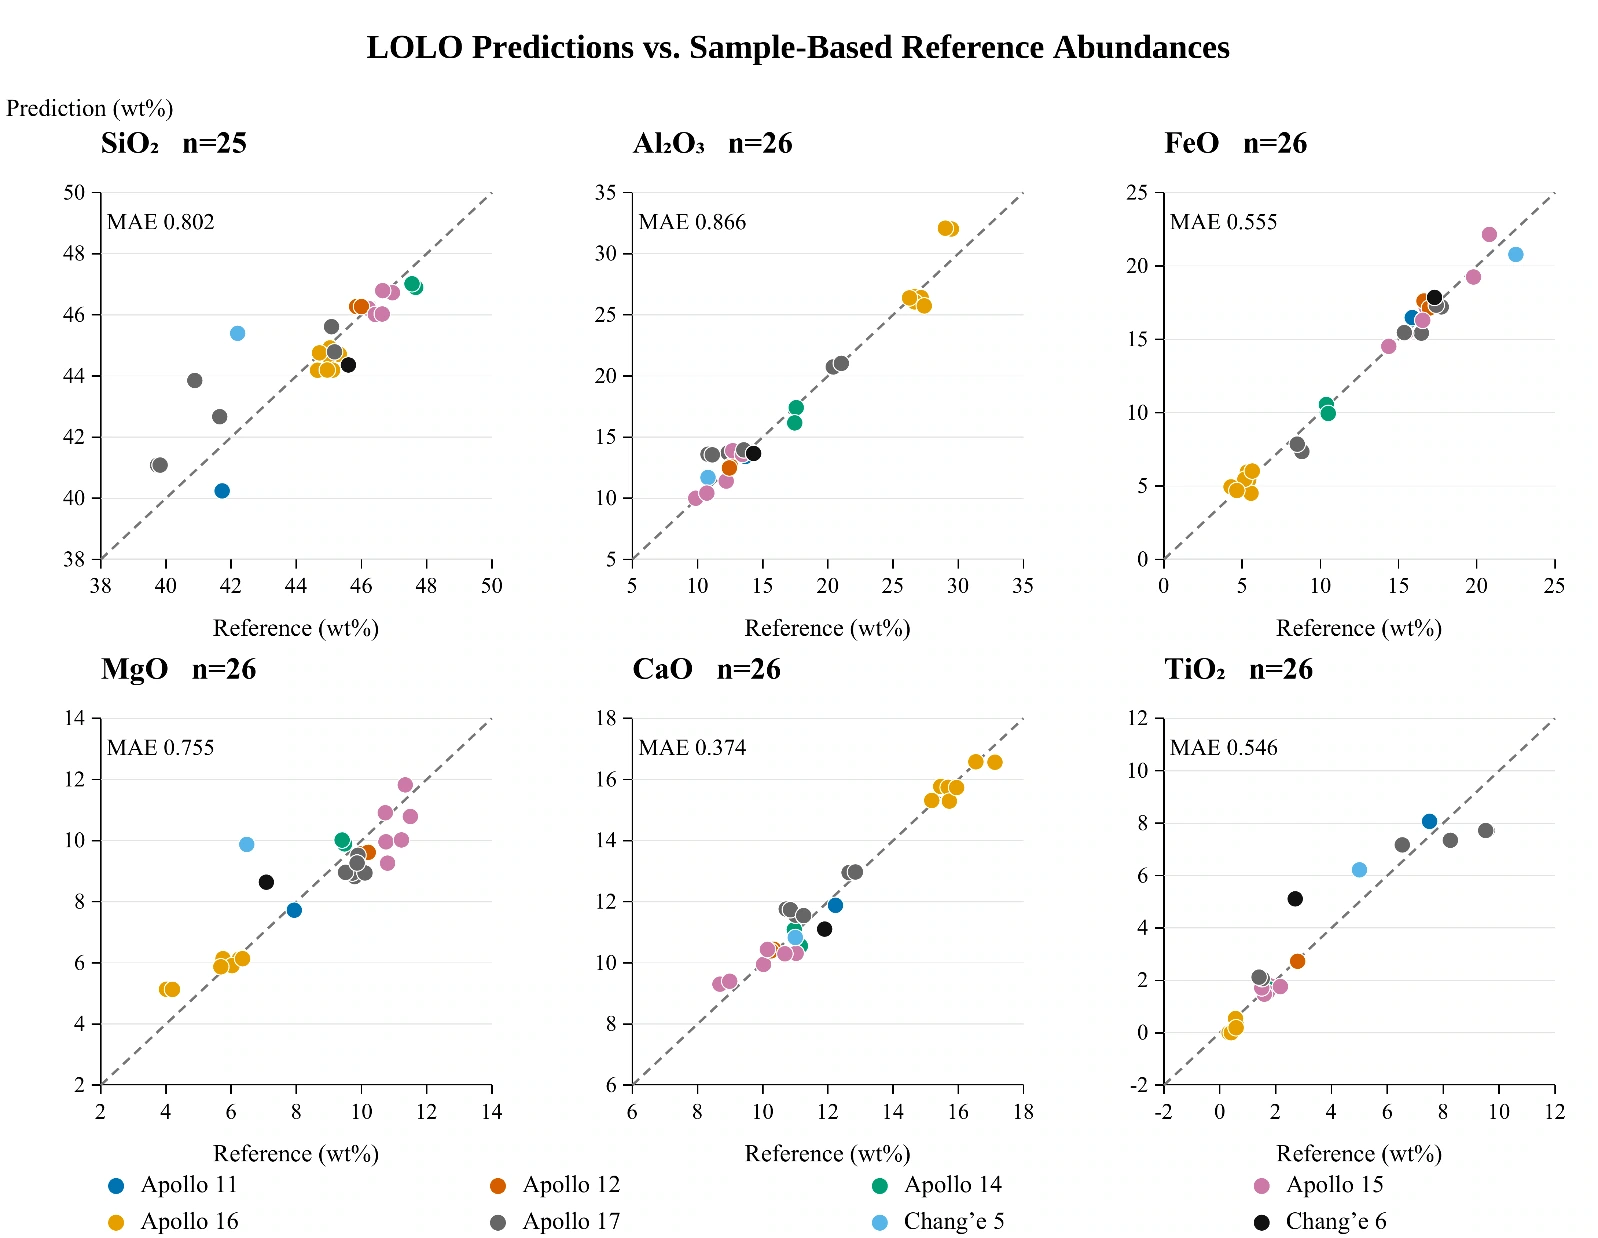 LOLO Predictions vs. Sample-Based Reference Abundances
Prediction (wt%)
SiO₂ n=25
Al₂O₃ n=26
FeO n=26
MAE 0.802
MAE 0.866
MAE 0.555
50
48
46
44
42
40
38
38 40 42 44 46 48 50
Reference (wt%)
35
30
25
20
15
10
5
5 10 15 20 25 30 35
Reference (wt%)
25
20
15
10
5
0
0 5 10 15 20 25
Reference (wt%)
MgO n=26
CaO n=26
TiO₂ n=26
MAE 0.755
MAE 0.374
MAE 0.546
14
12
10
8
6
4
2
2 4 6 8 10 12 14
Reference (wt%)
18
16
14
12
10
8
6
6 8 10 12 14 16 18
Reference (wt%)
12
10
8
6
4
2
0
-2
-2 0 2 4 6 8 10 12
Reference (wt%)
Apollo 11 Apollo 12 Apollo 14 Apollo 15
Apollo 16 Apollo 17 Chang’e 5 Chang’e 6